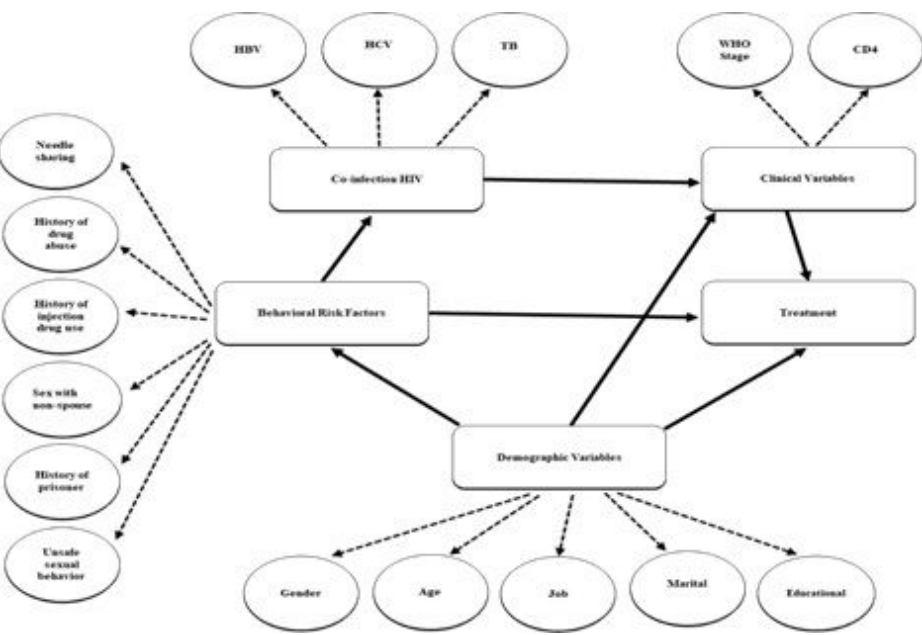 HBV
HCV
TB
WHO
Stage
CD4
Needle
sharing
Co-infection HIV
Clinical Variables
History of
drug
abuse
History of
injection
drug use
Behavioral Risk Factors
Treatment
Sex with
non-spouse
Demographic Variables
History of
prisoner
Unsafe
sexual
behavior
Gender
Age
Job
Marital
Educational